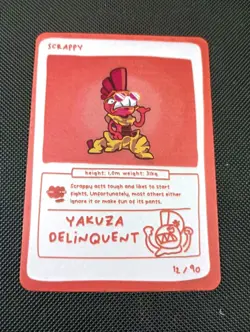 SCRAPPY
height: 1.0m weight: 31kg
Scrappy acts tough and likes to start
fights. Unfortunately, most others either
ignore it or make fun of its pants.
YAKUZA
DELiNQUENT
12 / 90